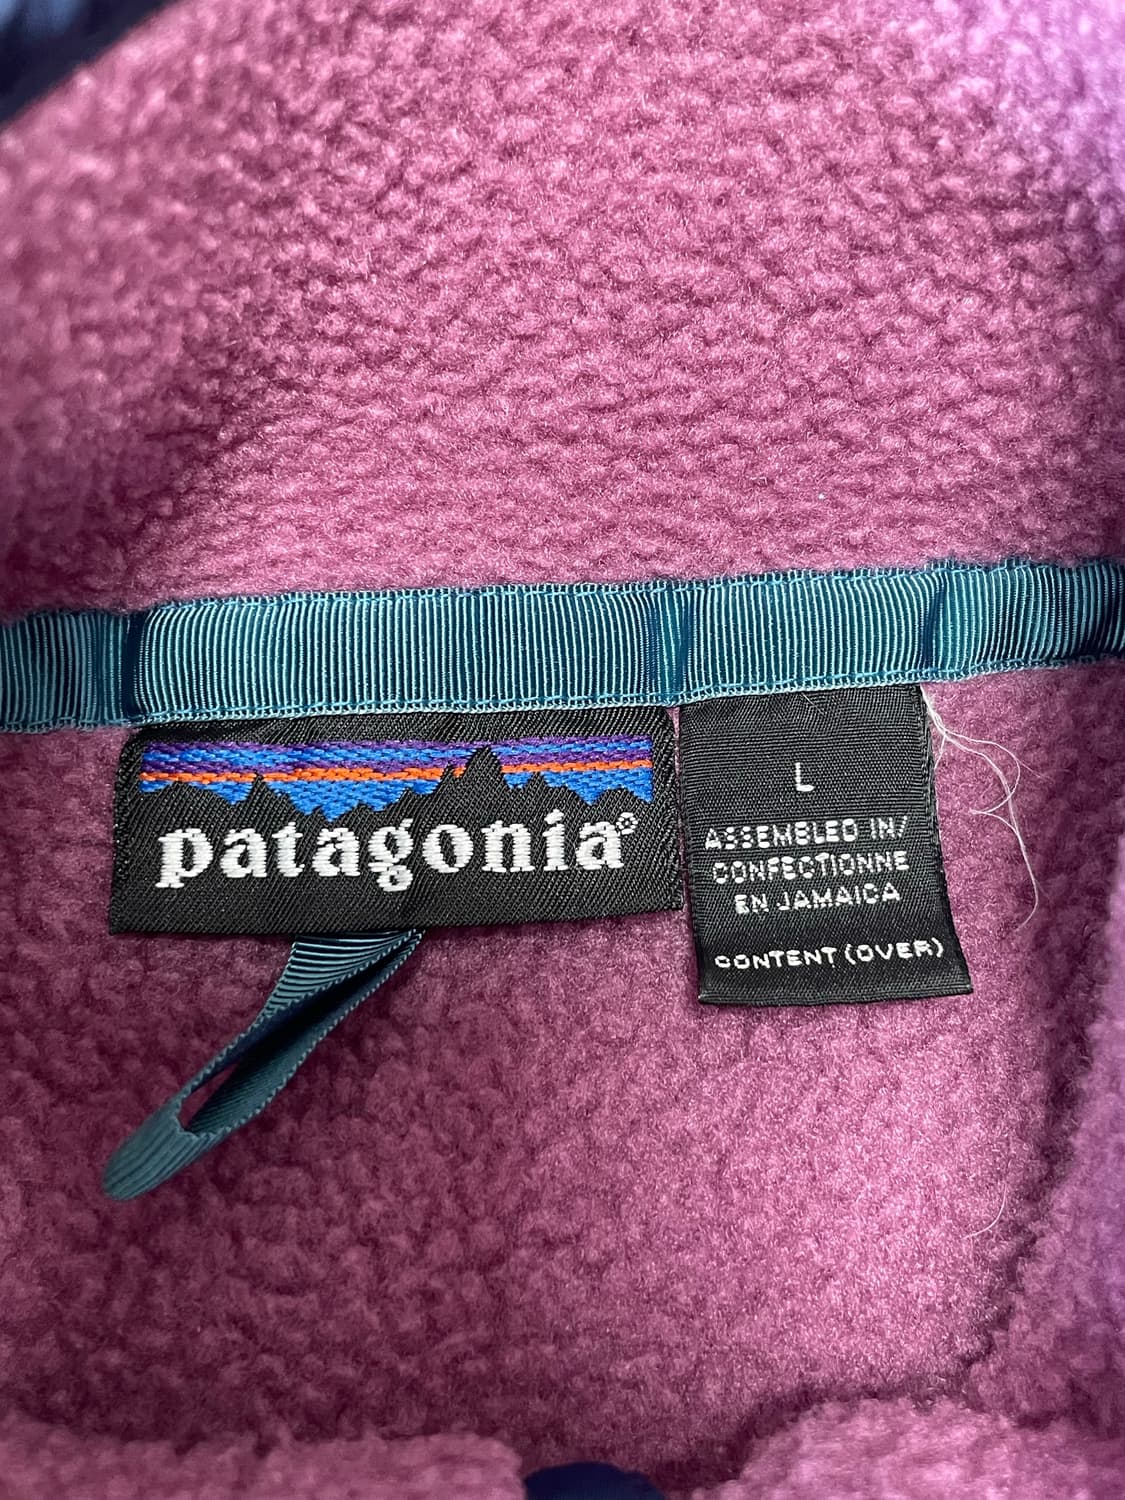 patagonia®
L
ASSEMBLED IN/
CONFECTIONNE
EN JAMAICA
CONTENT (OVER)